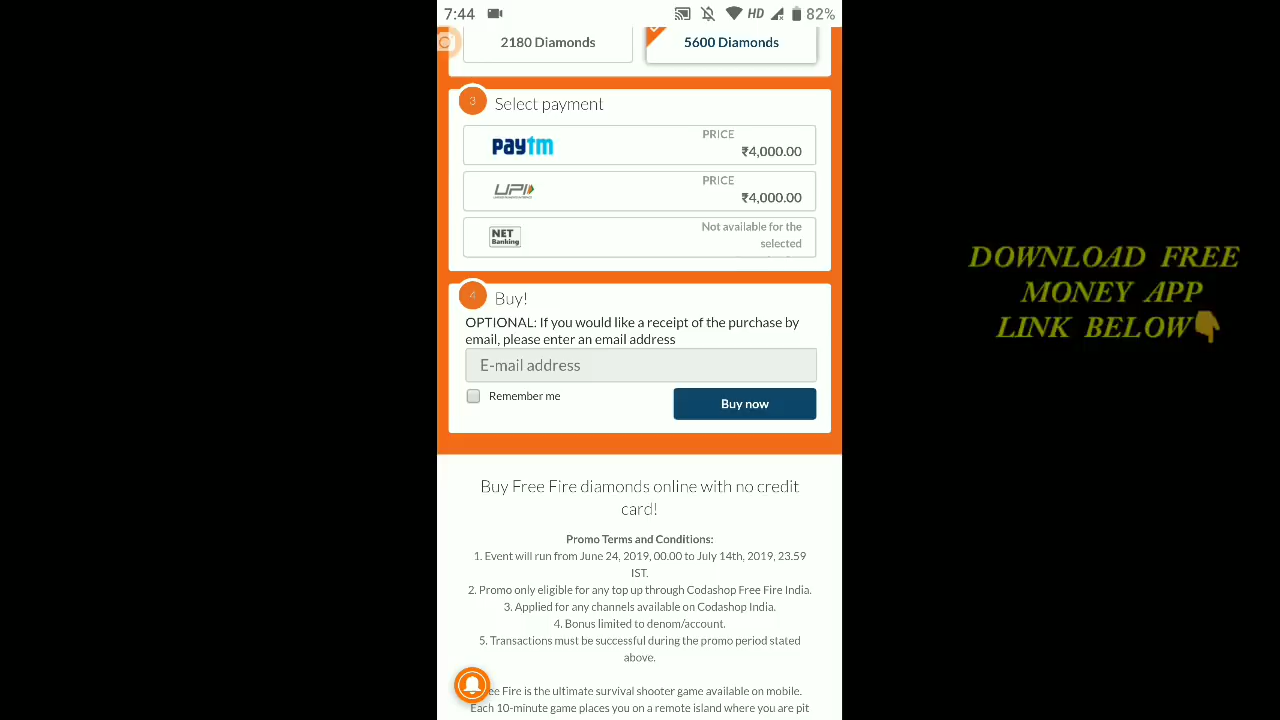 7:44
HD
82%
2180 Diamonds
5600 Diamonds
3
Select payment
paytm
PRICE
₹4,000.00
UPI
PRICE
₹4,000.00
NET
Banking
Not available for the
selected
4
Buy!
OPTIONAL: If you would like a receipt of the purchase by
email, please enter an email address
E-mail address
Remember me
Buy now
Buy Free Fire diamonds online with no credit
card!
Promo Terms and Conditions:
1. Event will run from June 24, 2019, 00.00 to July 14th, 2019, 23.59
IST.
2. Promo only eligible for any top up through Codashop Free Fire India.
3. Applied for any channels available on Codashop India.
4. Bonus limited to denom/account.
5. Transactions must be successful during the promo period stated
above.
ee Fire is the ultimate survival shooter game available on mobile.
Each 10-minute game places you on a remote island where you are pit
DOWNLOAD FREE
MONEY APP
LINK BELOW👇